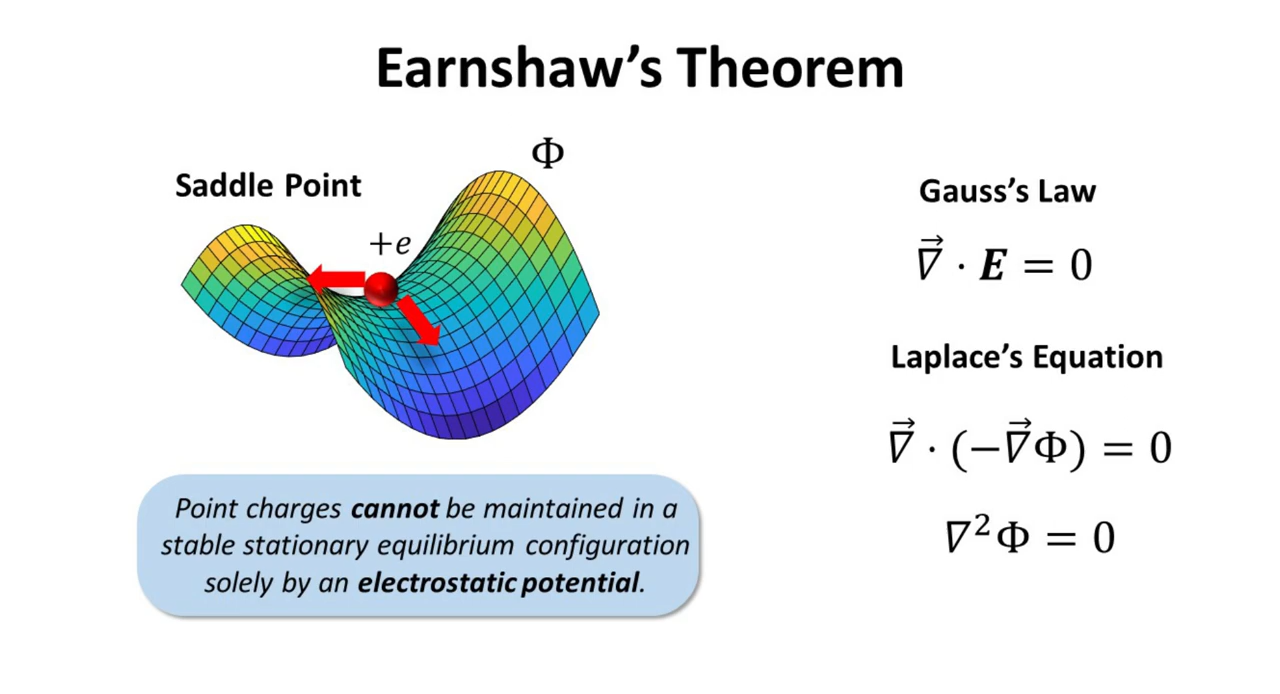 Earnshaw's Theorem
Φ
Saddle Point
+e
Point charges cannot be maintained in a
stable stationary equilibrium configuration
solely by an electrostatic potential.
Gauss's Law
∇⃗ · E = 0
Laplace's Equation
∇⃗ · (−∇⃗Φ) = 0
∇²Φ = 0